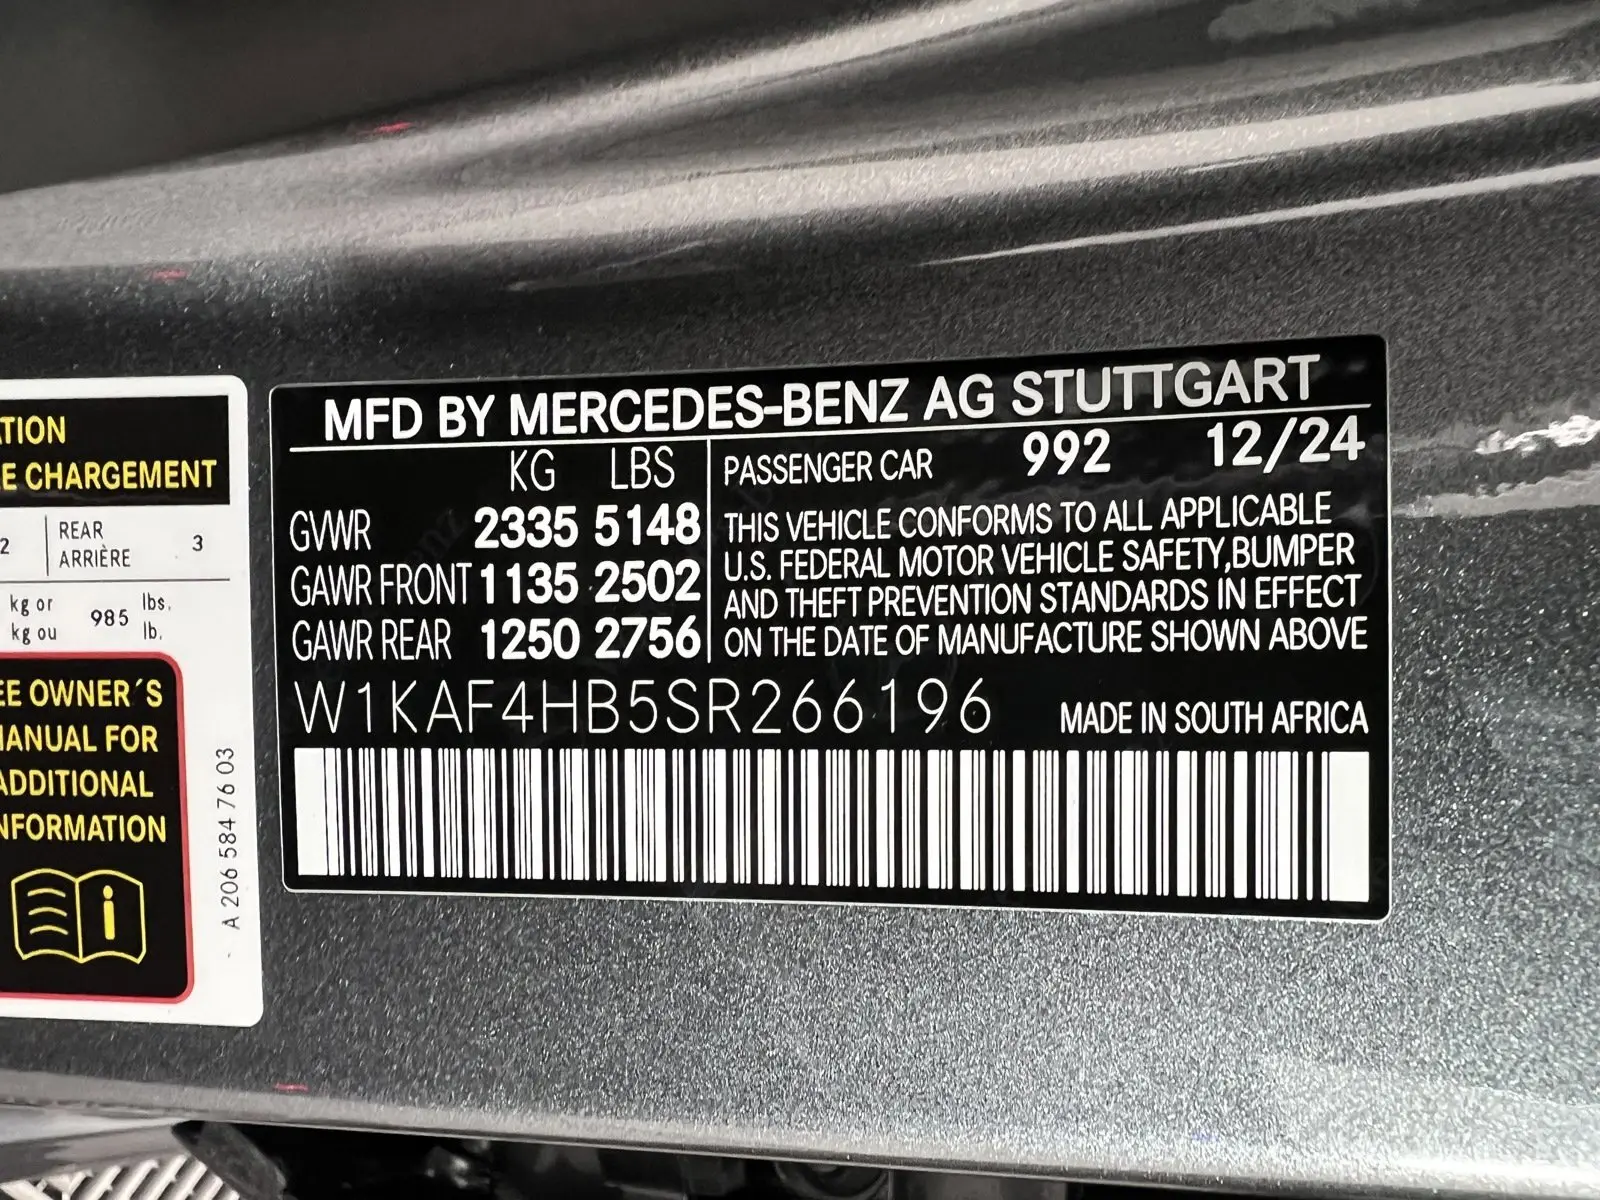 TION
E CHARGEMENT
2 REAR 3
ARRIÈRE
kg or 985 lbs.
kg ou lb.
EE OWNER´S
MANUAL FOR
ADDITIONAL
NFORMATION
A 206 584 76 03
MFD BY MERCEDES-BENZ AG STUTTGART
KG LBS
GVWR 2335 5148
GAWR FRONT 1135 2502
GAWR REAR 1250 2756
PASSENGER CAR 992 12/24
THIS VEHICLE CONFORMS TO ALL APPLICABLE
U.S. FEDERAL MOTOR VEHICLE SAFETY,BUMPER
AND THEFT PREVENTION STANDARDS IN EFFECT
ON THE DATE OF MANUFACTURE SHOWN ABOVE
W1KAF4HB5SR266196
MADE IN SOUTH AFRICA